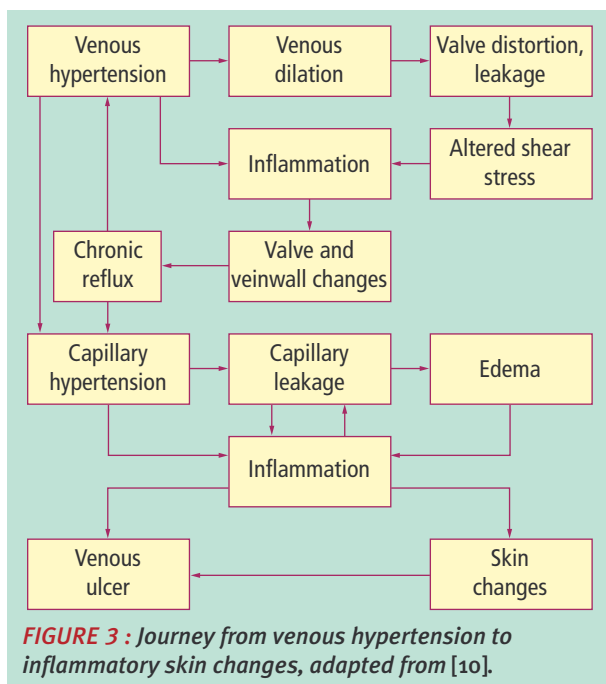 Venous
hypertension
Venous
dilation
Valve distortion,
leakage
Inflammation
Altered shear
stress
Chronic
reflux
Valve and
veinwall changes
Capillary
hypertension
Capillary
leakage
Edema
Inflammation
Venous
ulcer
Skin
changes
FIGURE 3 : Journey from venous hypertension to
inflammatory skin changes, adapted from [10].